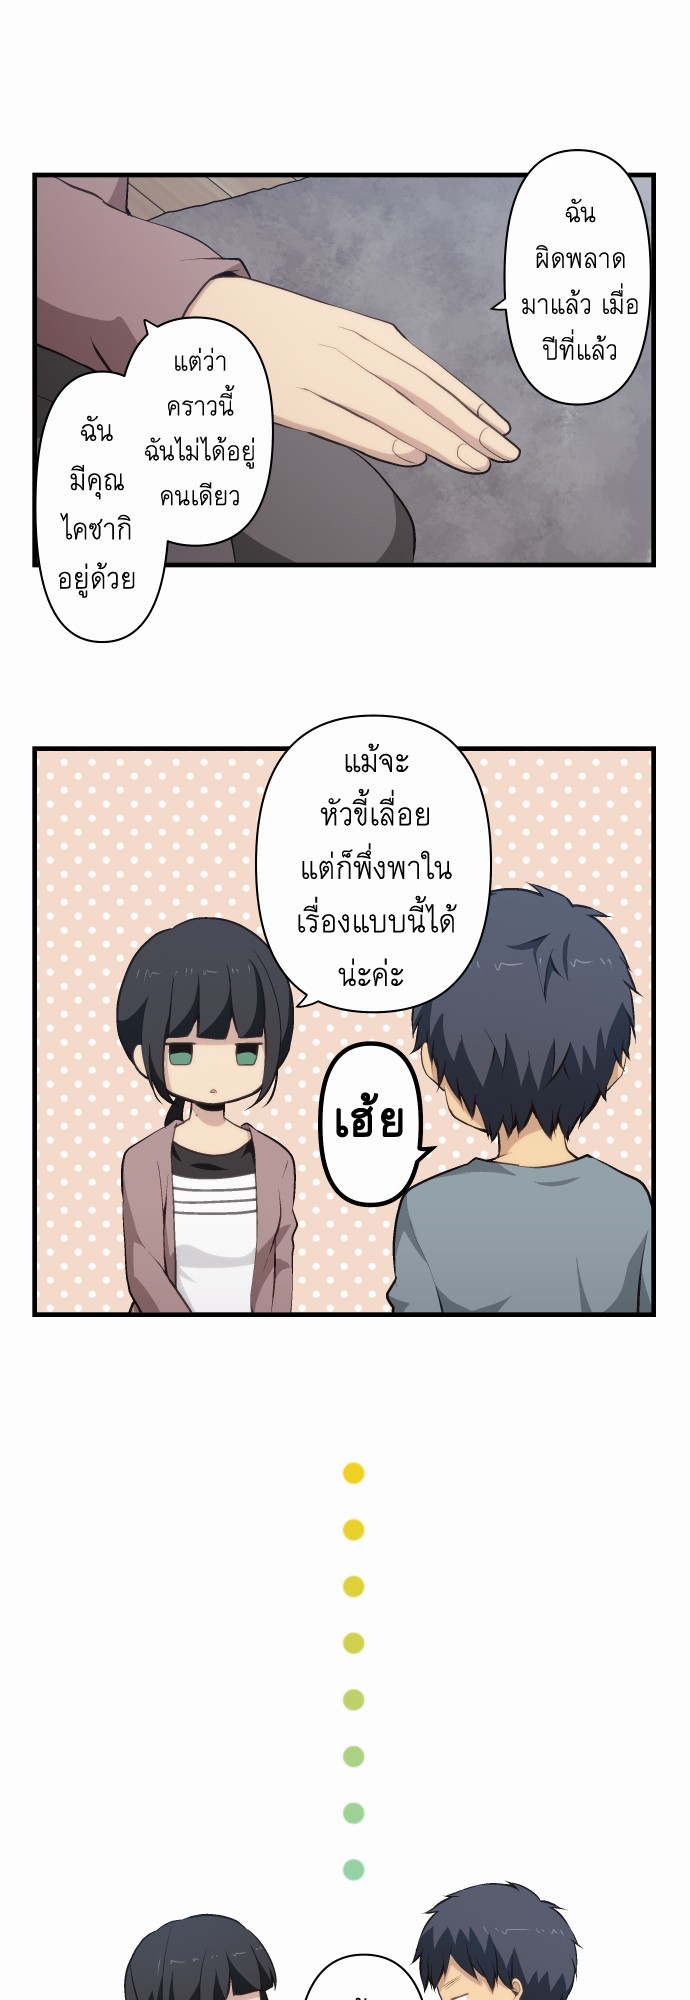 ฉัน
ผิดพลาด
มาแล้ว เมื่อ
ปีที่แล้ว
แต่ว่า
คราวนี้
ฉันไม่ได้อยู่
คนเดียว
ฉัน
มีคุณ
ไคซากิ
อยู่ด้วย
แม้จะ
หัวขี้เลื่อย
แต่ก็พึ่งพาใน
เรื่องแบบนี้ได้
น่ะค่ะ
เฮ้ย